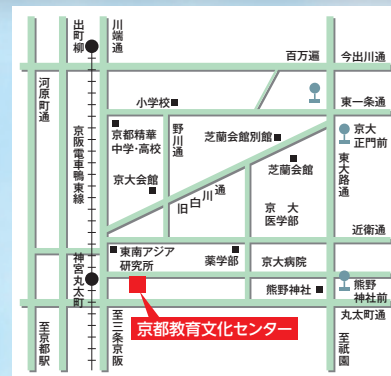 出町柳
川端通
百万遍
今出川通
河原町通
小学校
東一条通
京都精華
中学・高校
野川通
芝蘭会館別館
京大
正門前
京阪電車鴨東線
京大会館
芝蘭会館
東大路通
旧白川通
京大
医学部
近衛通
東南アジア
研究所
薬学部
京大病院
神宮丸太町
熊野神社
熊野
神社前
京都教育文化センター
丸太町通
至京都駅
至三条京阪
至祇園